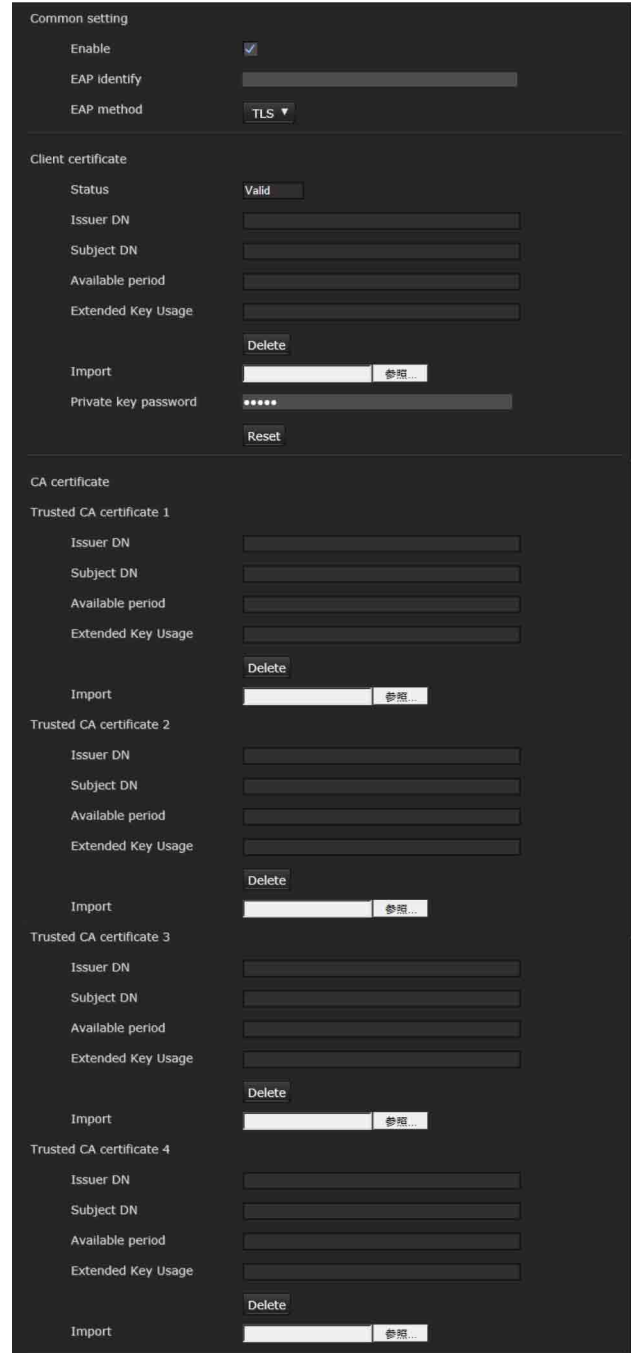 Common setting
Enable
EAP identify
EAP method TLS ▼
Client certificate
Status Valid
Issuer DN
Subject DN
Available period
Extended Key Usage
Delete
Import 参照...
Private key password •••••
Reset
CA certificate
Trusted CA certificate 1
Issuer DN
Subject DN
Available period
Extended Key Usage
Delete
Import 参照...
Trusted CA certificate 2
Issuer DN
Subject DN
Available period
Extended Key Usage
Delete
Import 参照...
Trusted CA certificate 3
Issuer DN
Subject DN
Available period
Extended Key Usage
Delete
Import 参照...
Trusted CA certificate 4
Issuer DN
Subject DN
Available period
Extended Key Usage
Delete
Import 参照...